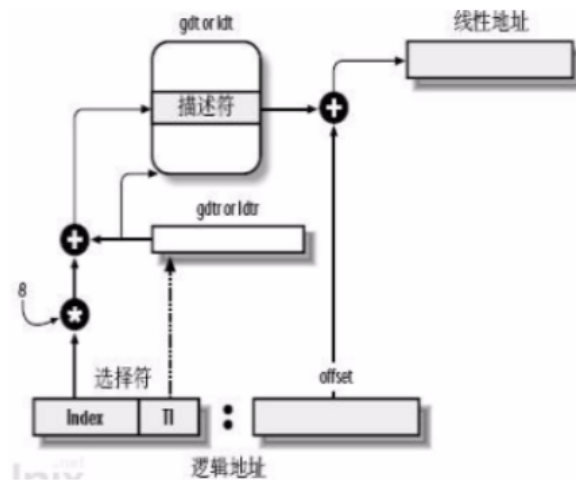 gdt or ldt
线性地址
描述符
gdtr or ldtr
8
选择符
offset
Index
TI
:
逻辑地址